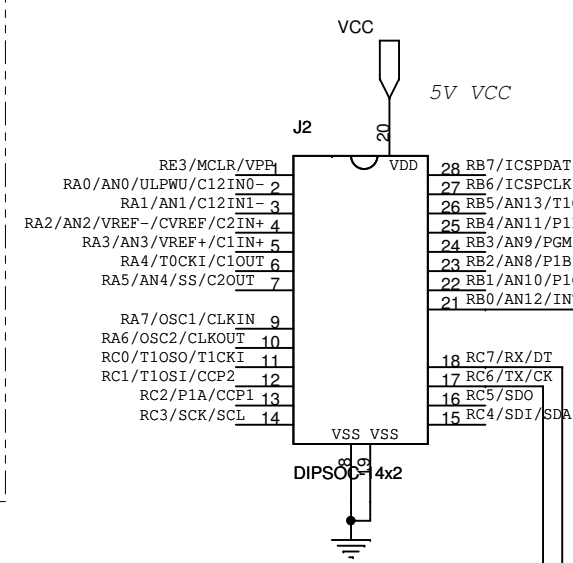 VCC
5V VCC
J2
20
VDD
RE3/MCLR/VPP 1
RA0/AN0/ULPWU/C12IN0- 2
RA1/AN1/C12IN1- 3
RA2/AN2/VREF-/CVREF/C2IN+ 4
RA3/AN3/VREF+/C1IN+ 5
RA4/T0CKI/C1OUT 6
RA5/AN4/SS/C2OUT 7
RA7/OSC1/CLKIN 9
RA6/OSC2/CLKOUT 10
RC0/T1OSO/T1CKI 11
RC1/T1OSI/CCP2 12
RC2/P1A/CCP1 13
RC3/SCK/SCL 14
28 RB7/ICSPDAT
27 RB6/ICSPCLK
26 RB5/AN13/T1
25 RB4/AN11/P1
24 RB3/AN9/PGM
23 RB2/AN8/P1B
22 RB1/AN10/P1
21 RB0/AN12/IN
18 RC7/RX/DT
17 RC6/TX/CK
16 RC5/SDO
15 RC4/SDI/SDA
VSS VSS
8 19
DIPSOC-14x2